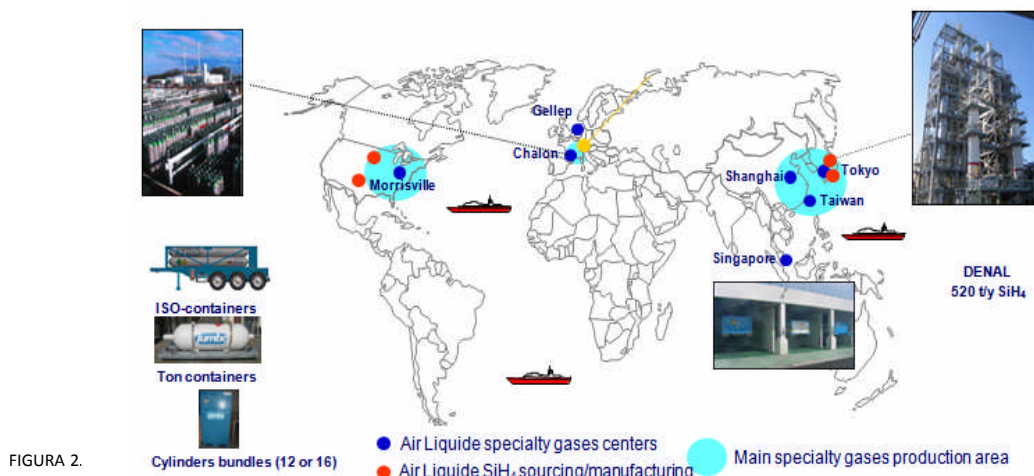 Gellep
Chalon
Morrisville
Shanghai
Tokyo
Taiwan
Singapore
DENAL
520 t/y SiH₄
ISO-containers
Ton containers
Cylinders bundles (12 or 16)
Air Liquide specialty gases centers
Air Liquide SiH₄ sourcing/manufacturing
Main specialty gases production area
FIGURA 2.